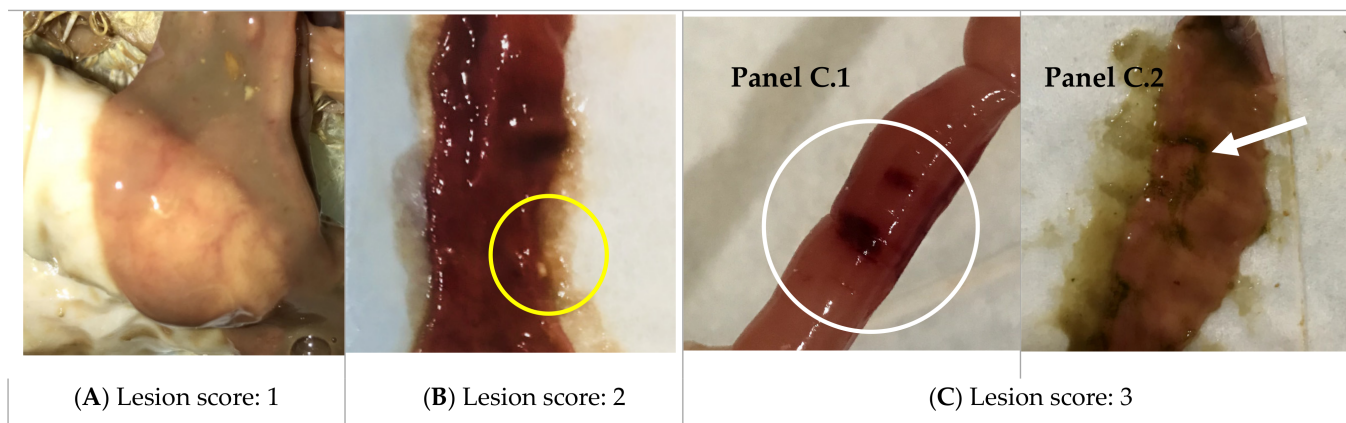 Panel C.1
Panel C.2
(A) Lesion score: 1
(B) Lesion score: 2
(C) Lesion score: 3